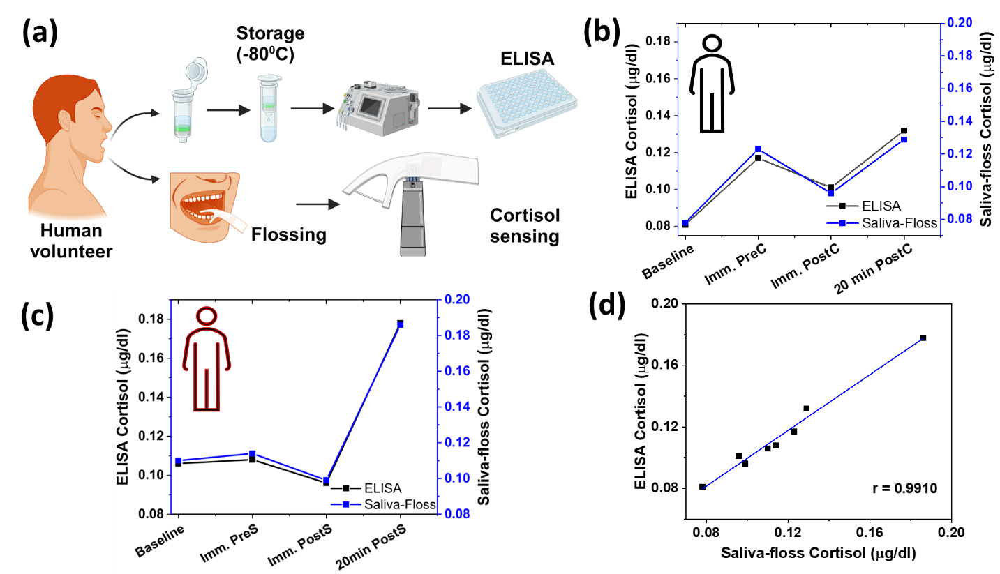 (a)
Storage
(-80⁰C)
ELISA
Human
volunteer
Flossing
Cortisol
sensing
(b)
ELISA Cortisol (µg/dl)
0.18
0.16
0.14
0.12
0.10
0.08
0.20
0.18
0.16
0.14
0.12
0.10
0.08
Saliva-floss Cortisol (µg/dl)
ELISA
Saliva-Floss
Baseline
Imm. PreC
Imm. PostC
20 min PostC
(c)
ELISA Cortisol (µg/dl)
0.18
0.16
0.14
0.12
0.10
0.08
0.20
0.18
0.16
0.14
0.12
0.10
0.08
Saliva-floss Cortisol (µg/dl)
ELISA
Saliva-Floss
Baseline
Imm. PreS
Imm. PostS
20min PostS
(d)
ELISA Cortisol (µg/dl)
0.20
0.16
0.12
0.08
r = 0.9910
0.08 0.12 0.16 0.20
Saliva-floss Cortisol (µg/dl)